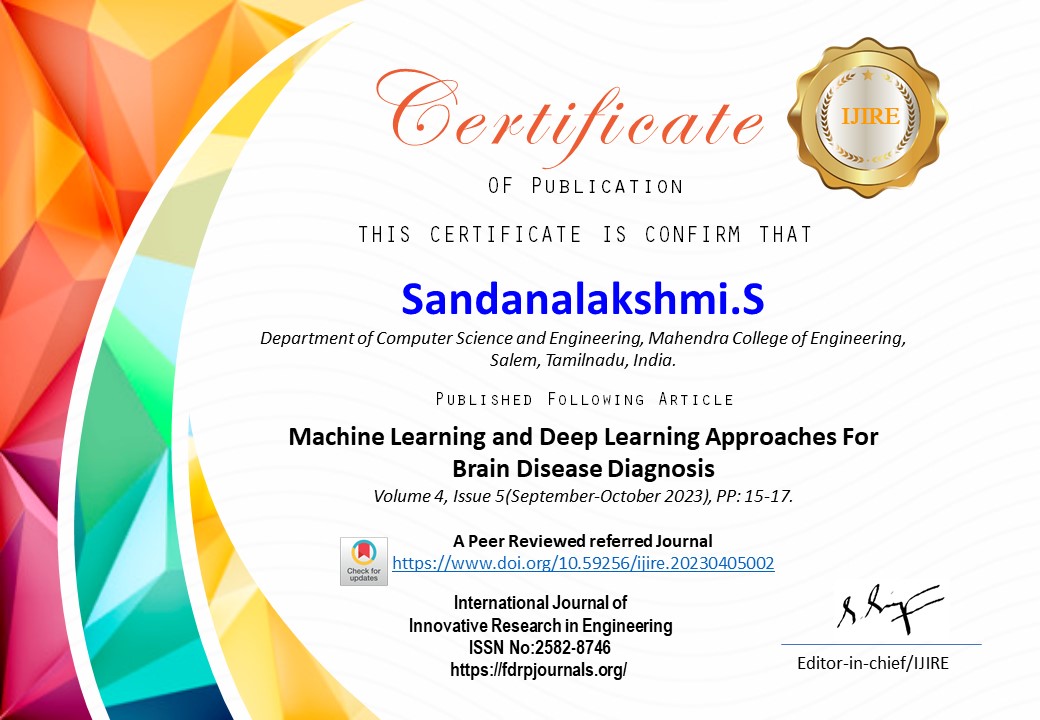 Certificate
IJIRE
OF PUBLICATION
THIS CERTIFICATE IS CONFIRM THAT
Sandanalakshmi.S
Department of Computer Science and Engineering, Mahendra College of Engineering,
Salem, Tamilnadu, India.
PUBLISHED FOLLOWING ARTICLE
Machine Learning and Deep Learning Approaches For
Brain Disease Diagnosis
Volume 4, Issue 5(September-October 2023), PP: 15-17.
A Peer Reviewed referred Journal
Check for
updates
https://www.doi.org/10.59256/ijire.20230405002
International Journal of
Innovative Research in Engineering
ISSN No:2582-8746
https://fdrpjournals.org/
Editor-in-chief/IJIRE